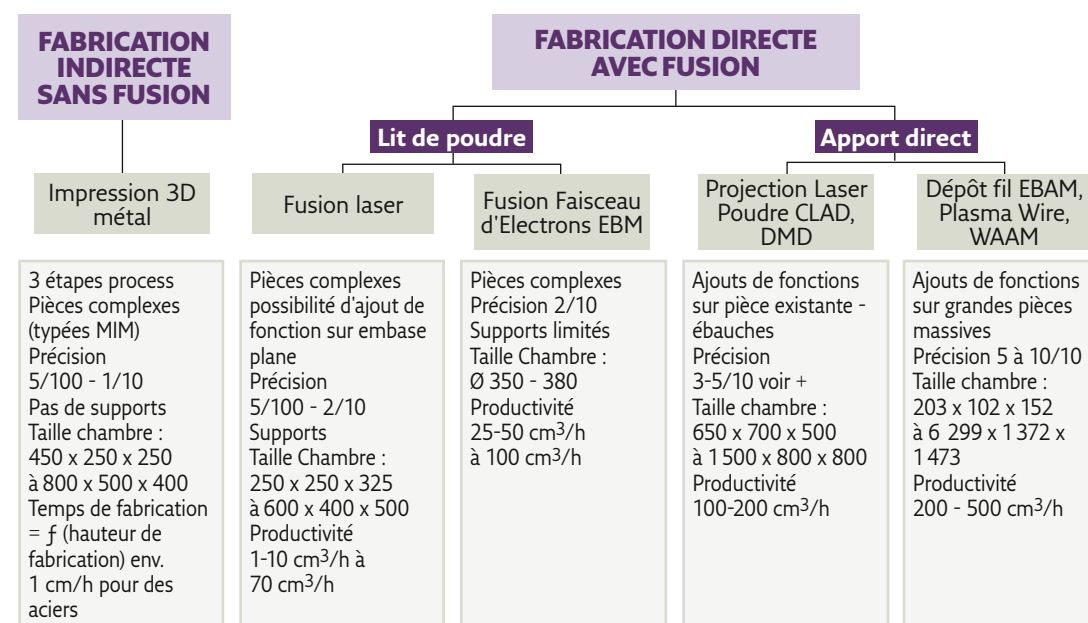 FABRICATION
INDIRECTE
SANS FUSION
FABRICATION DIRECTE
AVEC FUSION
Lit de poudre
Apport direct
Impression 3D
métal
Fusion laser
Fusion Faisceau
d'Electrons EBM
Projection Laser
Poudre CLAD,
DMD
Dépôt fil EBAM,
Plasma Wire,
WAAM
3 étapes process
Pièces complexes
(typées MIM)
Précision
5/100 - 1/10
Pas de supports
Taille chambre :
450 x 250 x 250
à 800 x 500 x 400
Temps de fabrication
= ƒ (hauteur de
fabrication) env.
1 cm/h pour des
aciers
Pièces complexes
possibilité d'ajout de
fonction sur embase
plane
Précision
5/100 - 2/10
Supports
Taille Chambre :
250 x 250 x 325
à 600 x 400 x 500
Productivité
1-10 cm³/h à
70 cm³/h
Pièces complexes
Précision 2/10
Supports limités
Taille Chambre :
Ø 350 - 380
Productivité
25-50 cm³/h
à 100 cm³/h
Ajouts de fonctions
sur pièce existante -
ébauches
Précision
3-5/10 voir +
Taille chambre :
650 x 700 x 500
à 1 500 x 800 x 800
Productivité
100-200 cm³/h
Ajouts de fonctions
sur grandes pièces
massives
Précision 5 à 10/10
Taille chambre :
203 x 102 x 152
à 6 299 x 1 372 x
1 473
Productivité
200 - 500 cm³/h